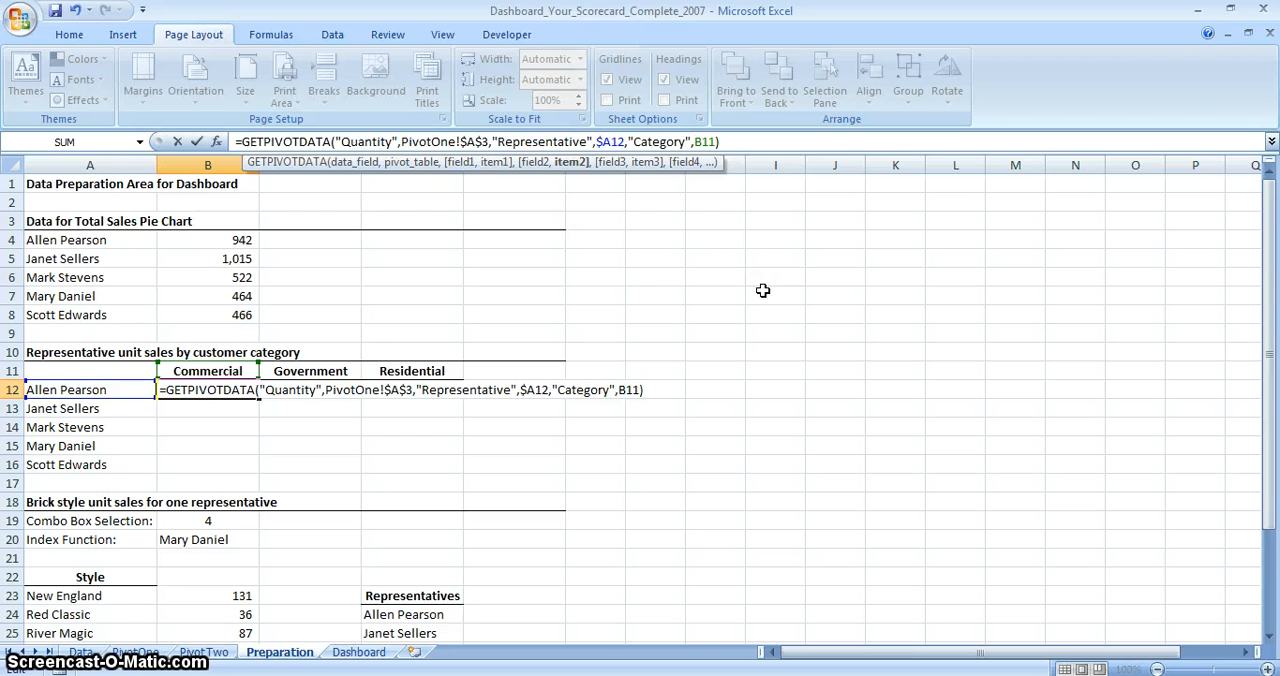 Dashboard_Your_Scorecard_Complete_2007 - Microsoft Excel
Home Insert Page Layout Formulas Data Review View Developer
Themes Colors Fonts Effects Themes
Margins Orientation Size Print Area Breaks Background Print Titles Page Setup
Width: Automatic Height: Automatic Scale: 100% Scale to Fit
Gridlines View Print Headings View Print Sheet Options
Bring to Front Send to Back Selection Pane Align Group Rotate Arrange
SUM =GETPIVOTDATA("Quantity",PivotOne!$A$3,"Representative",$A12,"Category",B11)
GETPIVOTDATA(data_field, pivot_table, [field1, item1], [field2, item2], [field3, item3], [field4, ...)
A B I J K L M N O P Q
1 Data Preparation Area for Dashboard
2
3 Data for Total Sales Pie Chart
4 Allen Pearson 942
5 Janet Sellers 1,015
6 Mark Stevens 522
7 Mary Daniel 464
8 Scott Edwards 466
9
10 Representative unit sales by customer category
11 Commercial Government Residential
12 Allen Pearson =GETPIVOTDATA("Quantity",PivotOne!$A$3,"Representative",$A12,"Category",B11)
13 Janet Sellers
14 Mark Stevens
15 Mary Daniel
16 Scott Edwards
17
18 Brick style unit sales for one representative
19 Combo Box Selection: 4
20 Index Function: Mary Daniel
21
22 Style
23 New England 131 Representatives
24 Red Classic 36 Allen Pearson
25 River Magic 87 Janet Sellers
Data PivotOne PivotTwo Preparation Dashboard
Screencast-O-Matic.com 100%